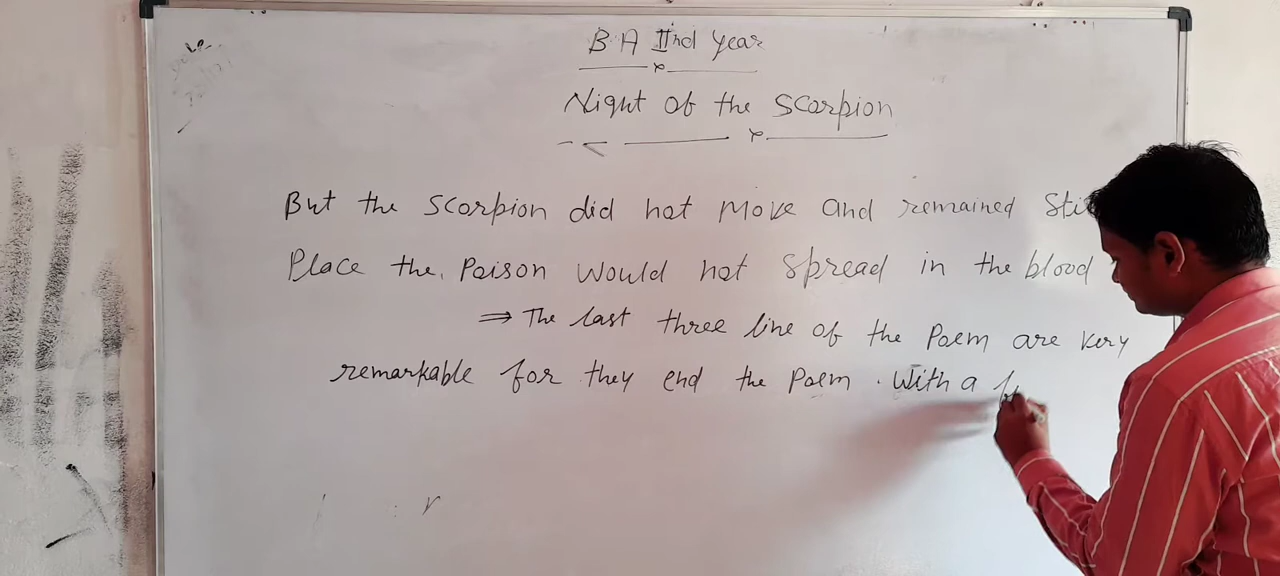 B.A IInd Year
Night of the Scorpion
But the scorpion did not move and remained
Place the, Poison would not spread in the blood
⇒ The last three line of the Poem are very
remarkable for they end the Poem. With a